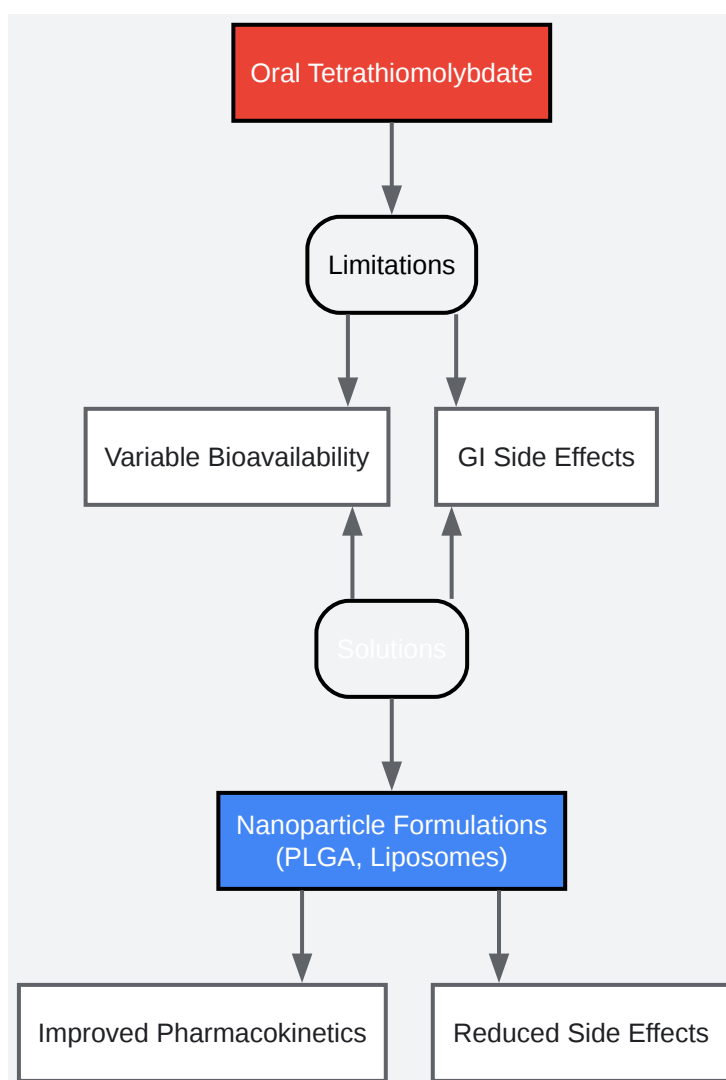 Oral Tetrathiomolybdate
Limitations
Variable Bioavailability
GI Side Effects
Solutions
Nanoparticle Formulations
(PLGA, Liposomes)
Improved Pharmacokinetics
Reduced Side Effects